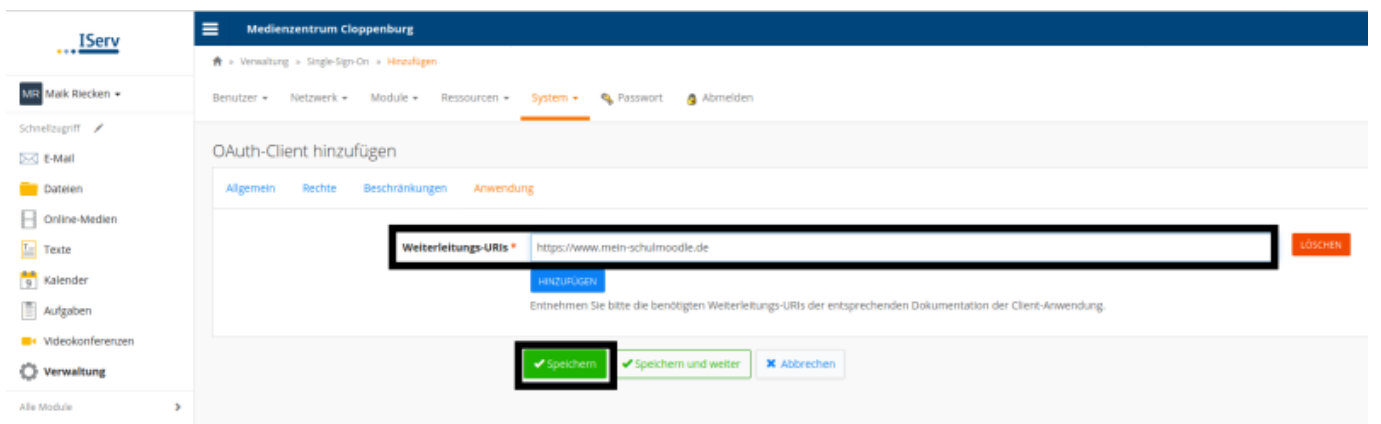 IServ
Medienzentrum Cloppenburg
» Verwaltung » Single-Sign-On » Hinzufügen
MR Maik Riecken
Benutzer Netzwerk Module Ressourcen System Passwort Abmelden
Schnellzugriff
E-Mail
Dateien
Online-Medien
Texte
Kalender
Aufgaben
Videokonferenzen
Verwaltung
Alle Module
OAuth-Client hinzufügen
Allgemein Rechte Beschränkungen Anwendung
Weiterleitungs-URIs * https://www.mein-schulmoodle.de LÖSCHEN
HINZUFÜGEN
Entnehmen Sie bitte die benötigten Weiterleitungs-URIs der entsprechenden Dokumentation der Client-Anwendung.
Speichern Speichern und weiter Abbrechen